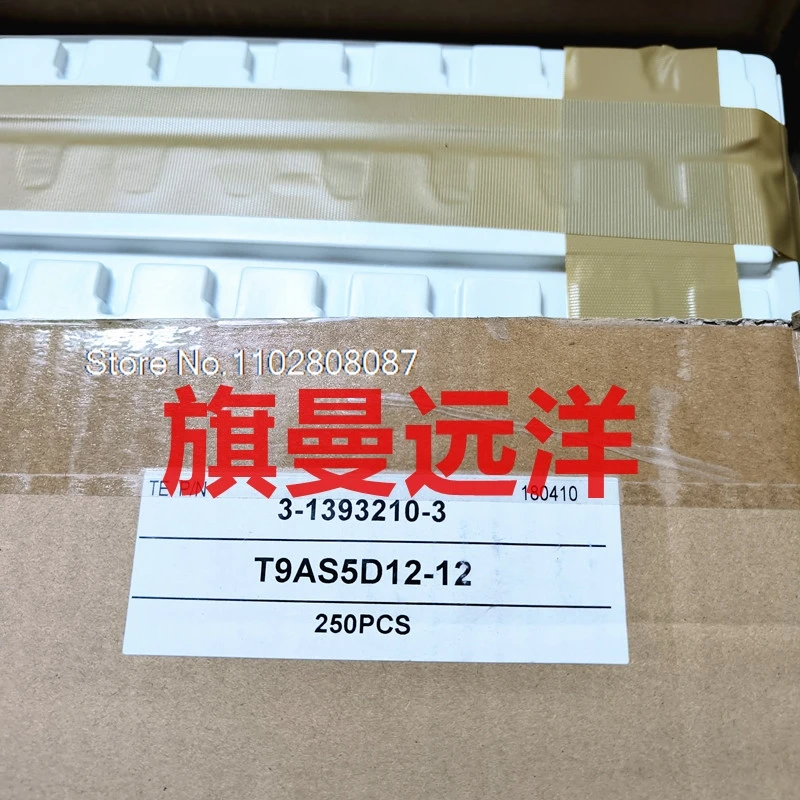 Store No. 1102808087
旗曼远洋
TE P/N 180410
3-1393210-3
T9AS5D12-12
250PCS